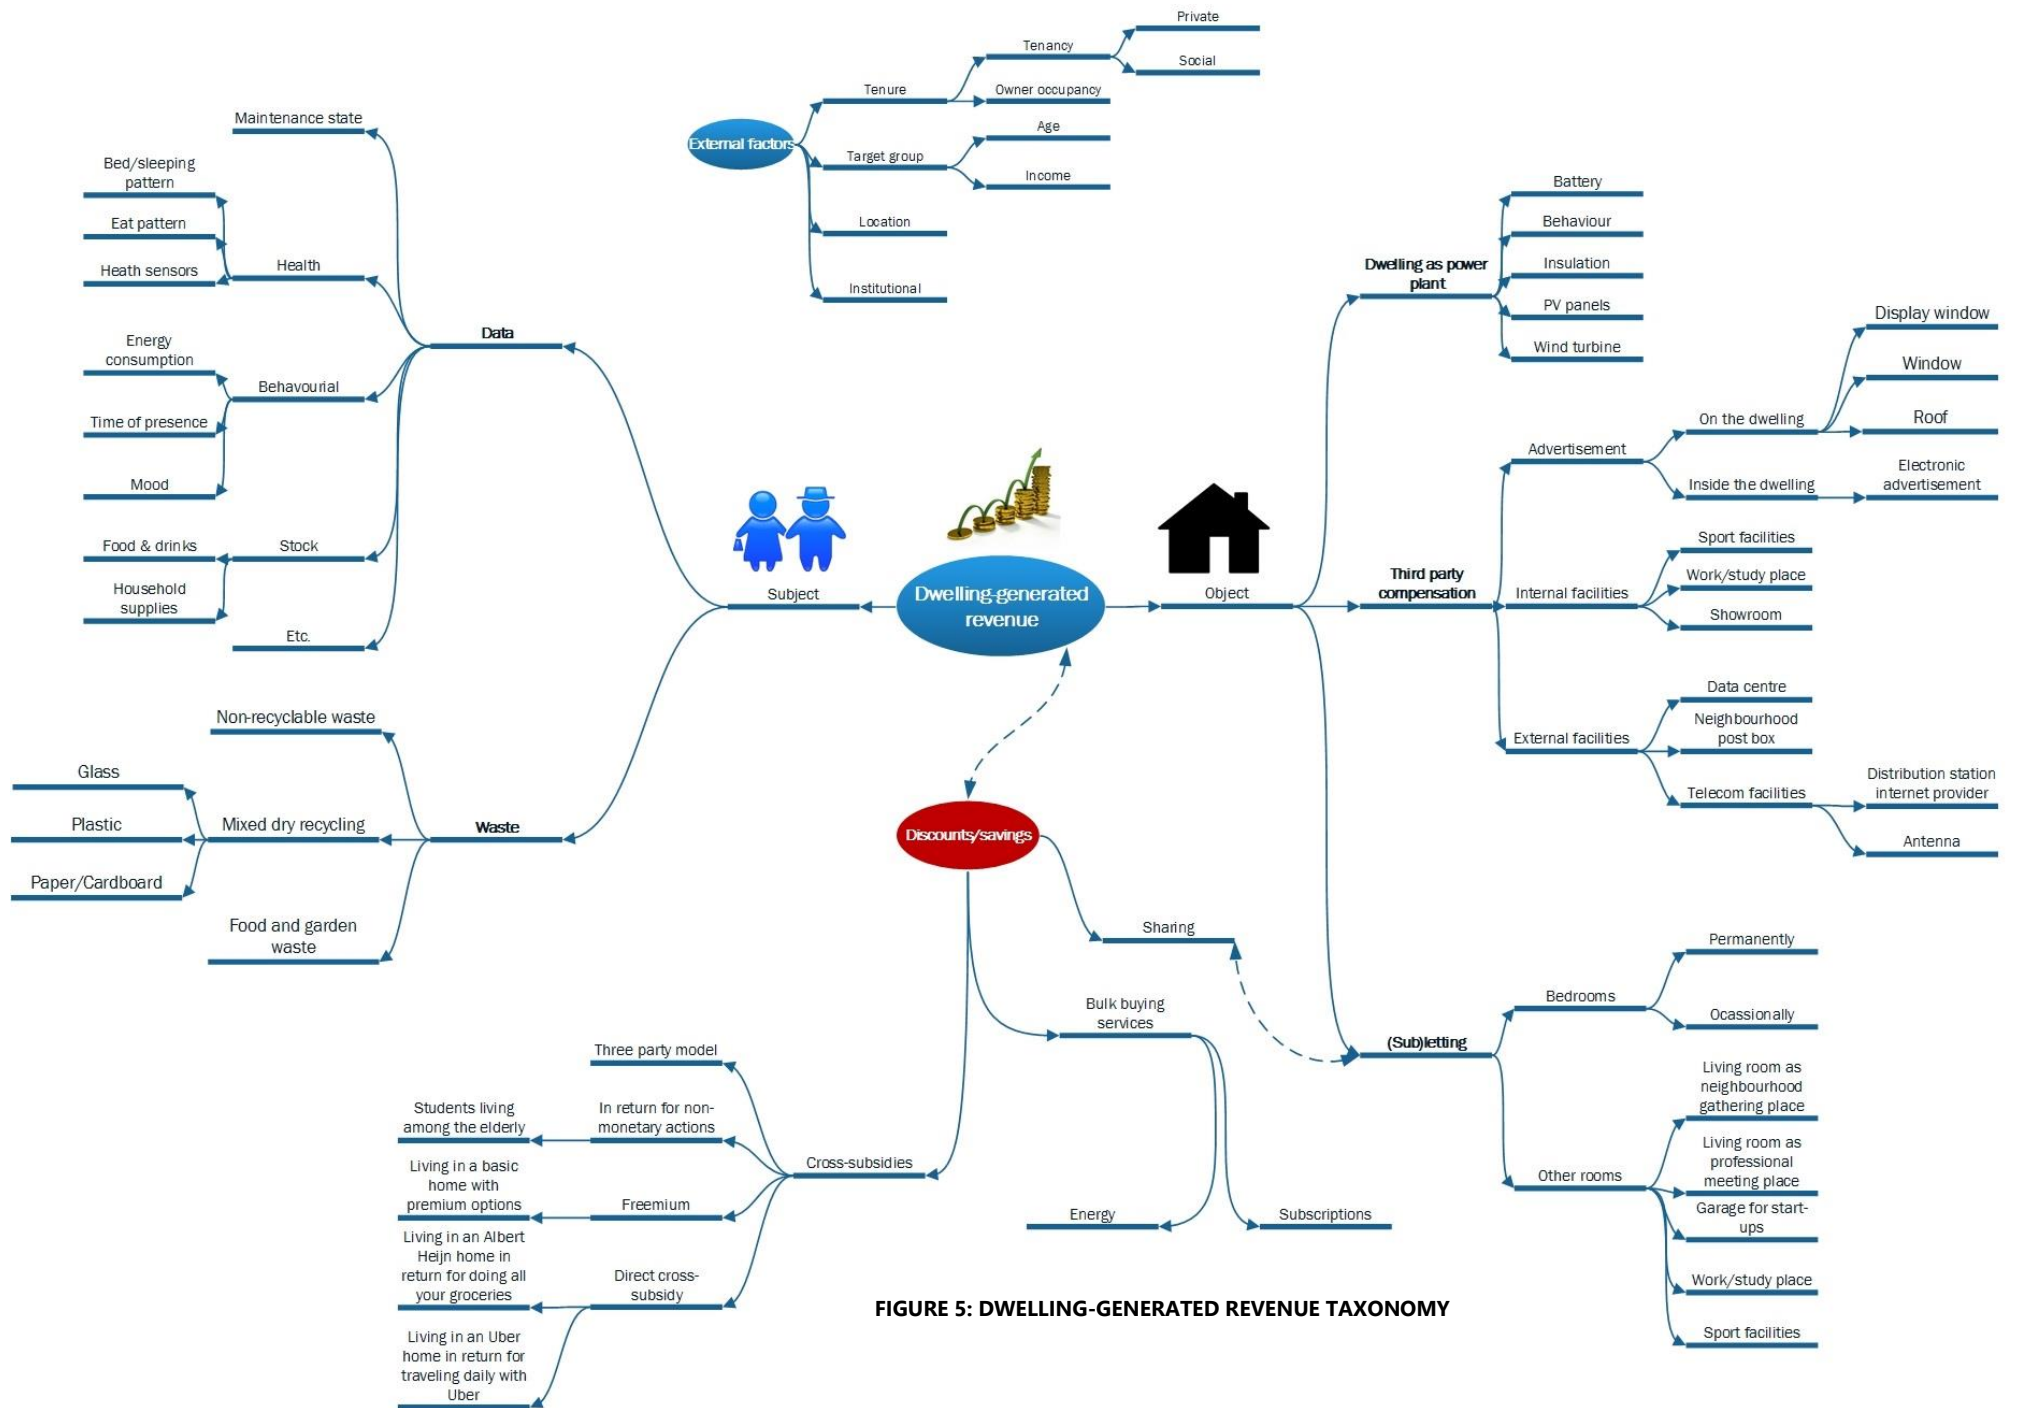 Private
Tenancy
Social
Tenure
Owner occupancy
External factors
Age
Target group
Income
Location
Institutional
Maintenance state
Bed/sleeping
pattern
Eat pattern
Heath sensors
Health
Data
Energy
consumption
Behavourial
Time of presence
Mood
Food & drinks
Stock
Household
supplies
Etc.
Subject
Dwelling-generated
revenue
Object
Non-recyclable waste
Glass
Plastic
Mixed dry recycling
Waste
Paper/Cardboard
Food and garden
waste
Dwelling as power
plant
Battery
Behaviour
Insulation
PV panels
Wind turbine
Display window
Window
On the dwelling
Roof
Advertisement
Inside the dwelling
Electronic
advertisement
Third party
compensation
Sport facilities
Internal facilities
Work/study place
Showroom
Data centre
Neighbourhood
post box
External facilities
Telecom facilities
Distribution station
internet provider
Antenna
Discounts/savings
Sharing
Bulk buying
services
Energy
Subscriptions
Three party model
Students living
among the elderly
In return for non-
monetary actions
Cross-subsidies
Living in a basic
home with
premium options
Freemium
Living in an Albert
Heijn home in
return for doing all
your groceries
Direct cross-
subsidy
Living in an Uber
home in return for
traveling daily with
Uber
(Sub)letting
Permanently
Bedrooms
Ocassionally
Living room as
neighbourhood
gathering place
Living room as
professional
meeting place
Other rooms
Garage for start-
ups
Work/study place
Sport facilities
FIGURE 5: DWELLING-GENERATED REVENUE TAXONOMY